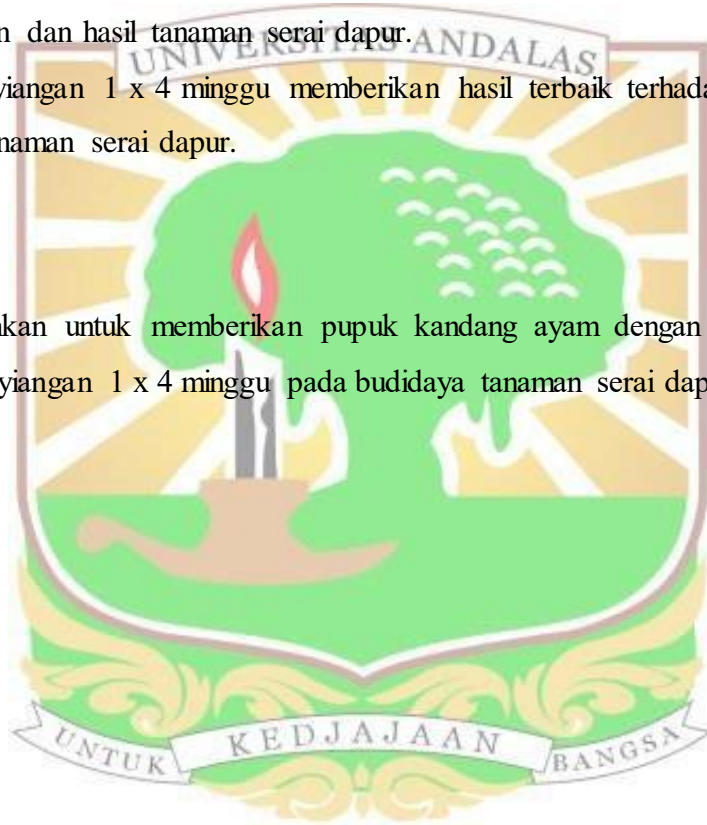 n dan hasil tanaman serai dapur.
UNIVERSITAS ANDALAS
yiangan 1 x 4 minggu memberikan hasil terbaik terhada
naman serai dapur.
kan untuk memberikan pupuk kandang ayam dengan
yiangan 1 x 4 minggu pada budidaya tanaman serai dap
UNTUK KEDJAJAAN BANGSA